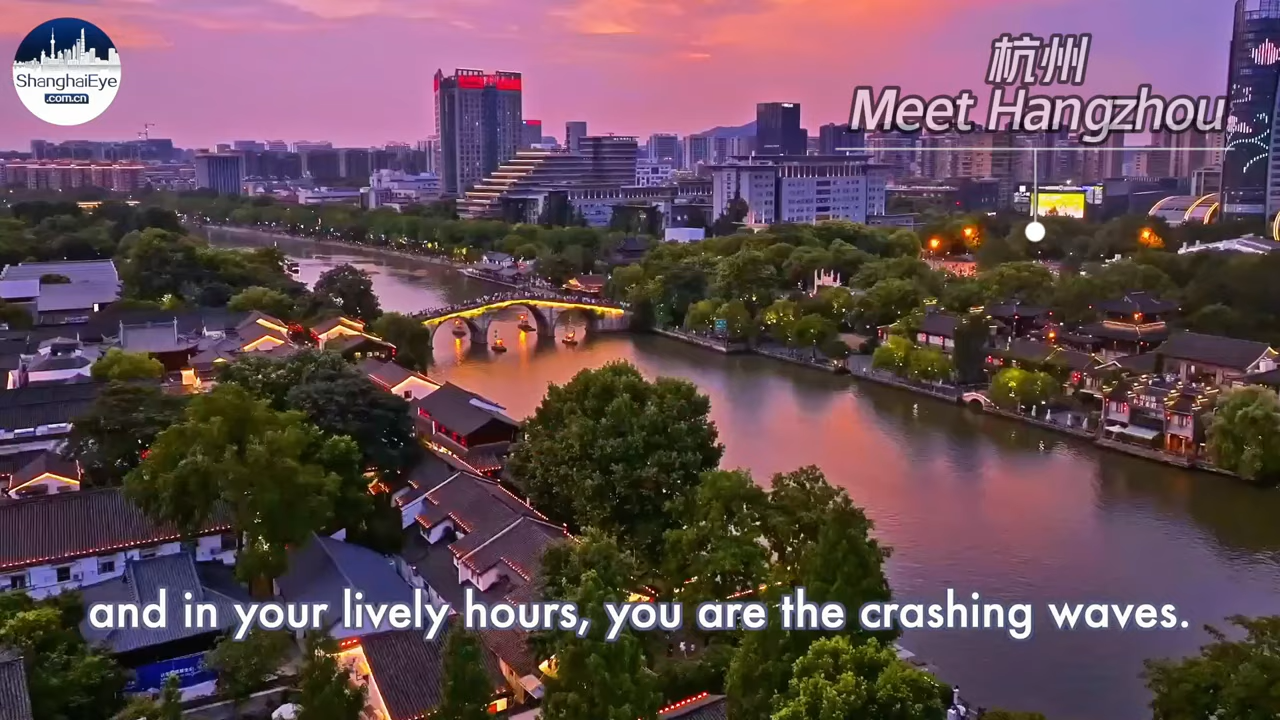 ShanghaiEye
.com.cn
杭州
Meet Hangzhou
and in your lively hours, you are the crashing waves.